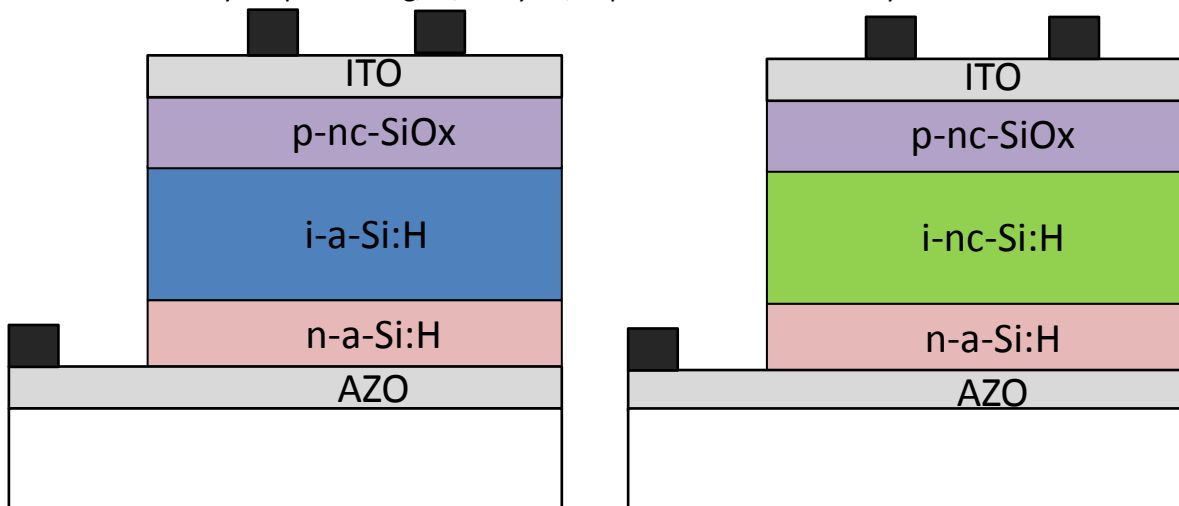 ITO
p-nc-SiOx
i-a-Si:H
n-a-Si:H
AZO
ITO
p-nc-SiOx
i-nc-Si:H
n-a-Si:H
AZO